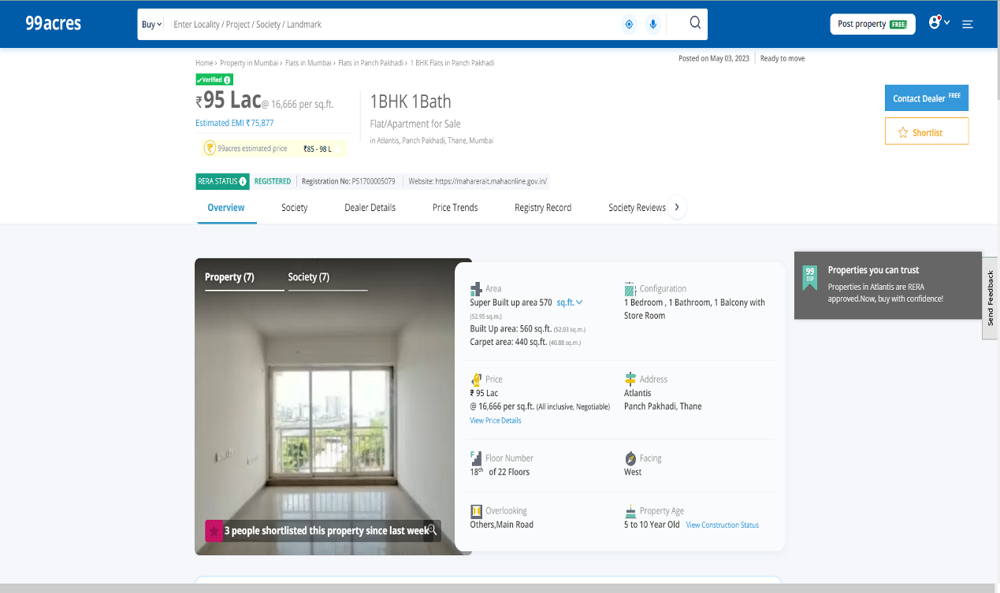 99acres
Buy
Enter Locality / Project / Society / Landmark
Post property FREE
Home › Property in Mumbai › Flats in Mumbai › Flats in Panch Pakhadi › 1 BHK Flats in Panch Pakhadi
Posted on May 03, 2023 Ready to move
Verified
₹95 Lac @ 16,666 per sq.ft.
Estimated EMI ₹75,877
99acres estimated price ₹85 - 98 L
1BHK 1Bath
Flat/Apartment for Sale
in Atlantis, Panch Pakhadi, Thane, Mumbai
Contact Dealer FREE
Shortlist
RERA STATUS REGISTERED Registration No: P51700005079 Website: https://maharerait.mahaonline.gov.in/
Overview Society Dealer Details Price Trends Registry Record Society Reviews
Property (7) Society (7)
3 people shortlisted this property since last week
Area
Super Built up area 570 sq.ft.
(52.95 sq.m.)
Built Up area: 560 sq.ft. (52.03 sq.m.)
Carpet area: 440 sq.ft. (40.88 sq.m.)
Configuration
1 Bedroom , 1 Bathroom, 1 Balcony with
Store Room
Price
₹ 95 Lac
@ 16,666 per sq.ft. (All inclusive, Negotiable)
View Price Details
Address
Atlantis
Panch Pakhadi, Thane
Floor Number
18th of 22 Floors
Facing
West
Overlooking
Others,Main Road
Property Age
5 to 10 Year Old View Construction Status
99
TIP
Properties you can trust
Properties in Atlantis are RERA
approved.Now, buy with confidence!
Send Feedback